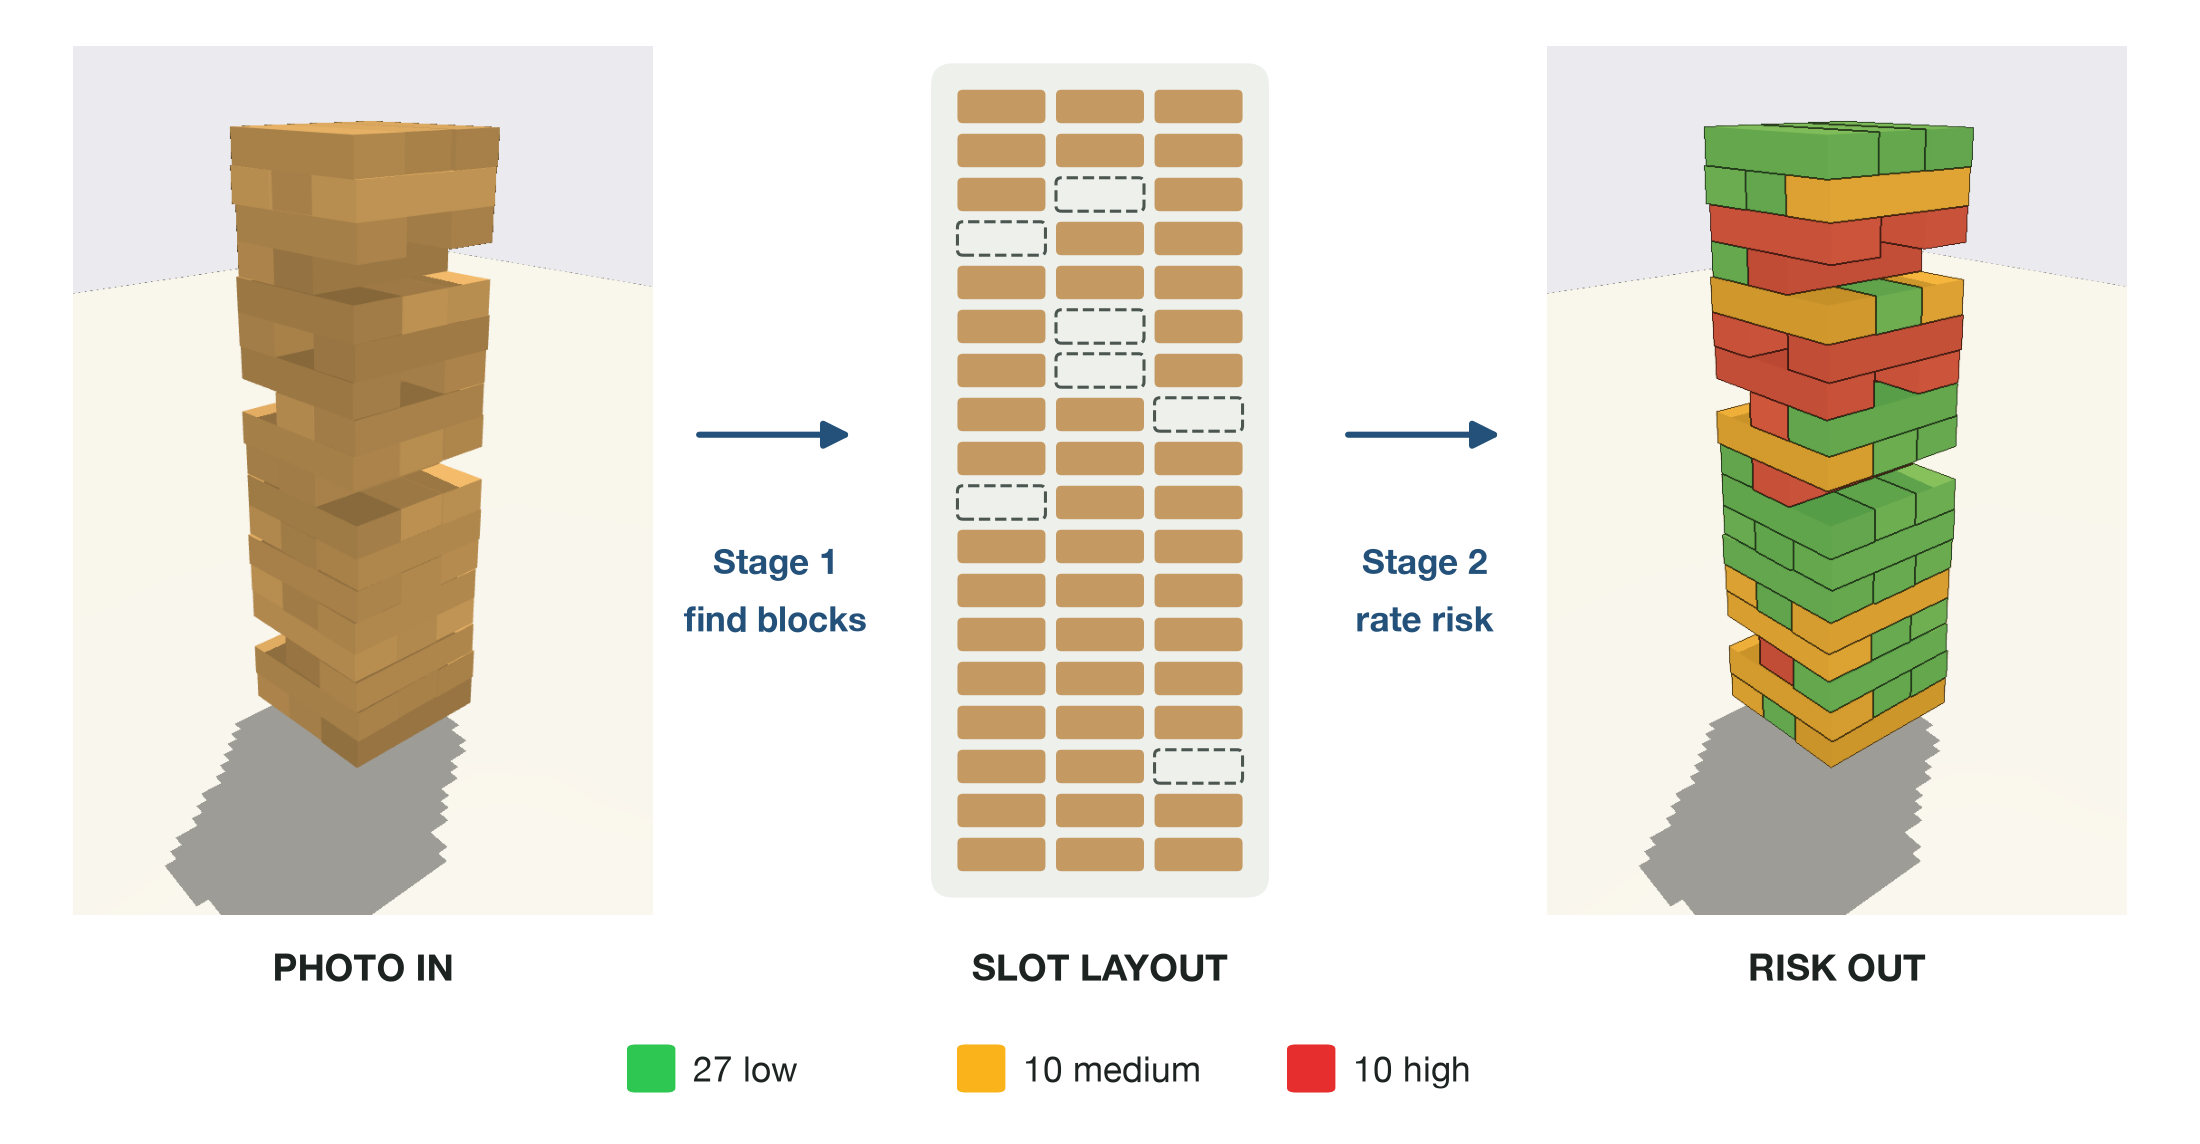 Stage 1
find blocks
Stage 2
rate risk
PHOTO IN
SLOT LAYOUT
RISK OUT
27 low
10 medium
10 high